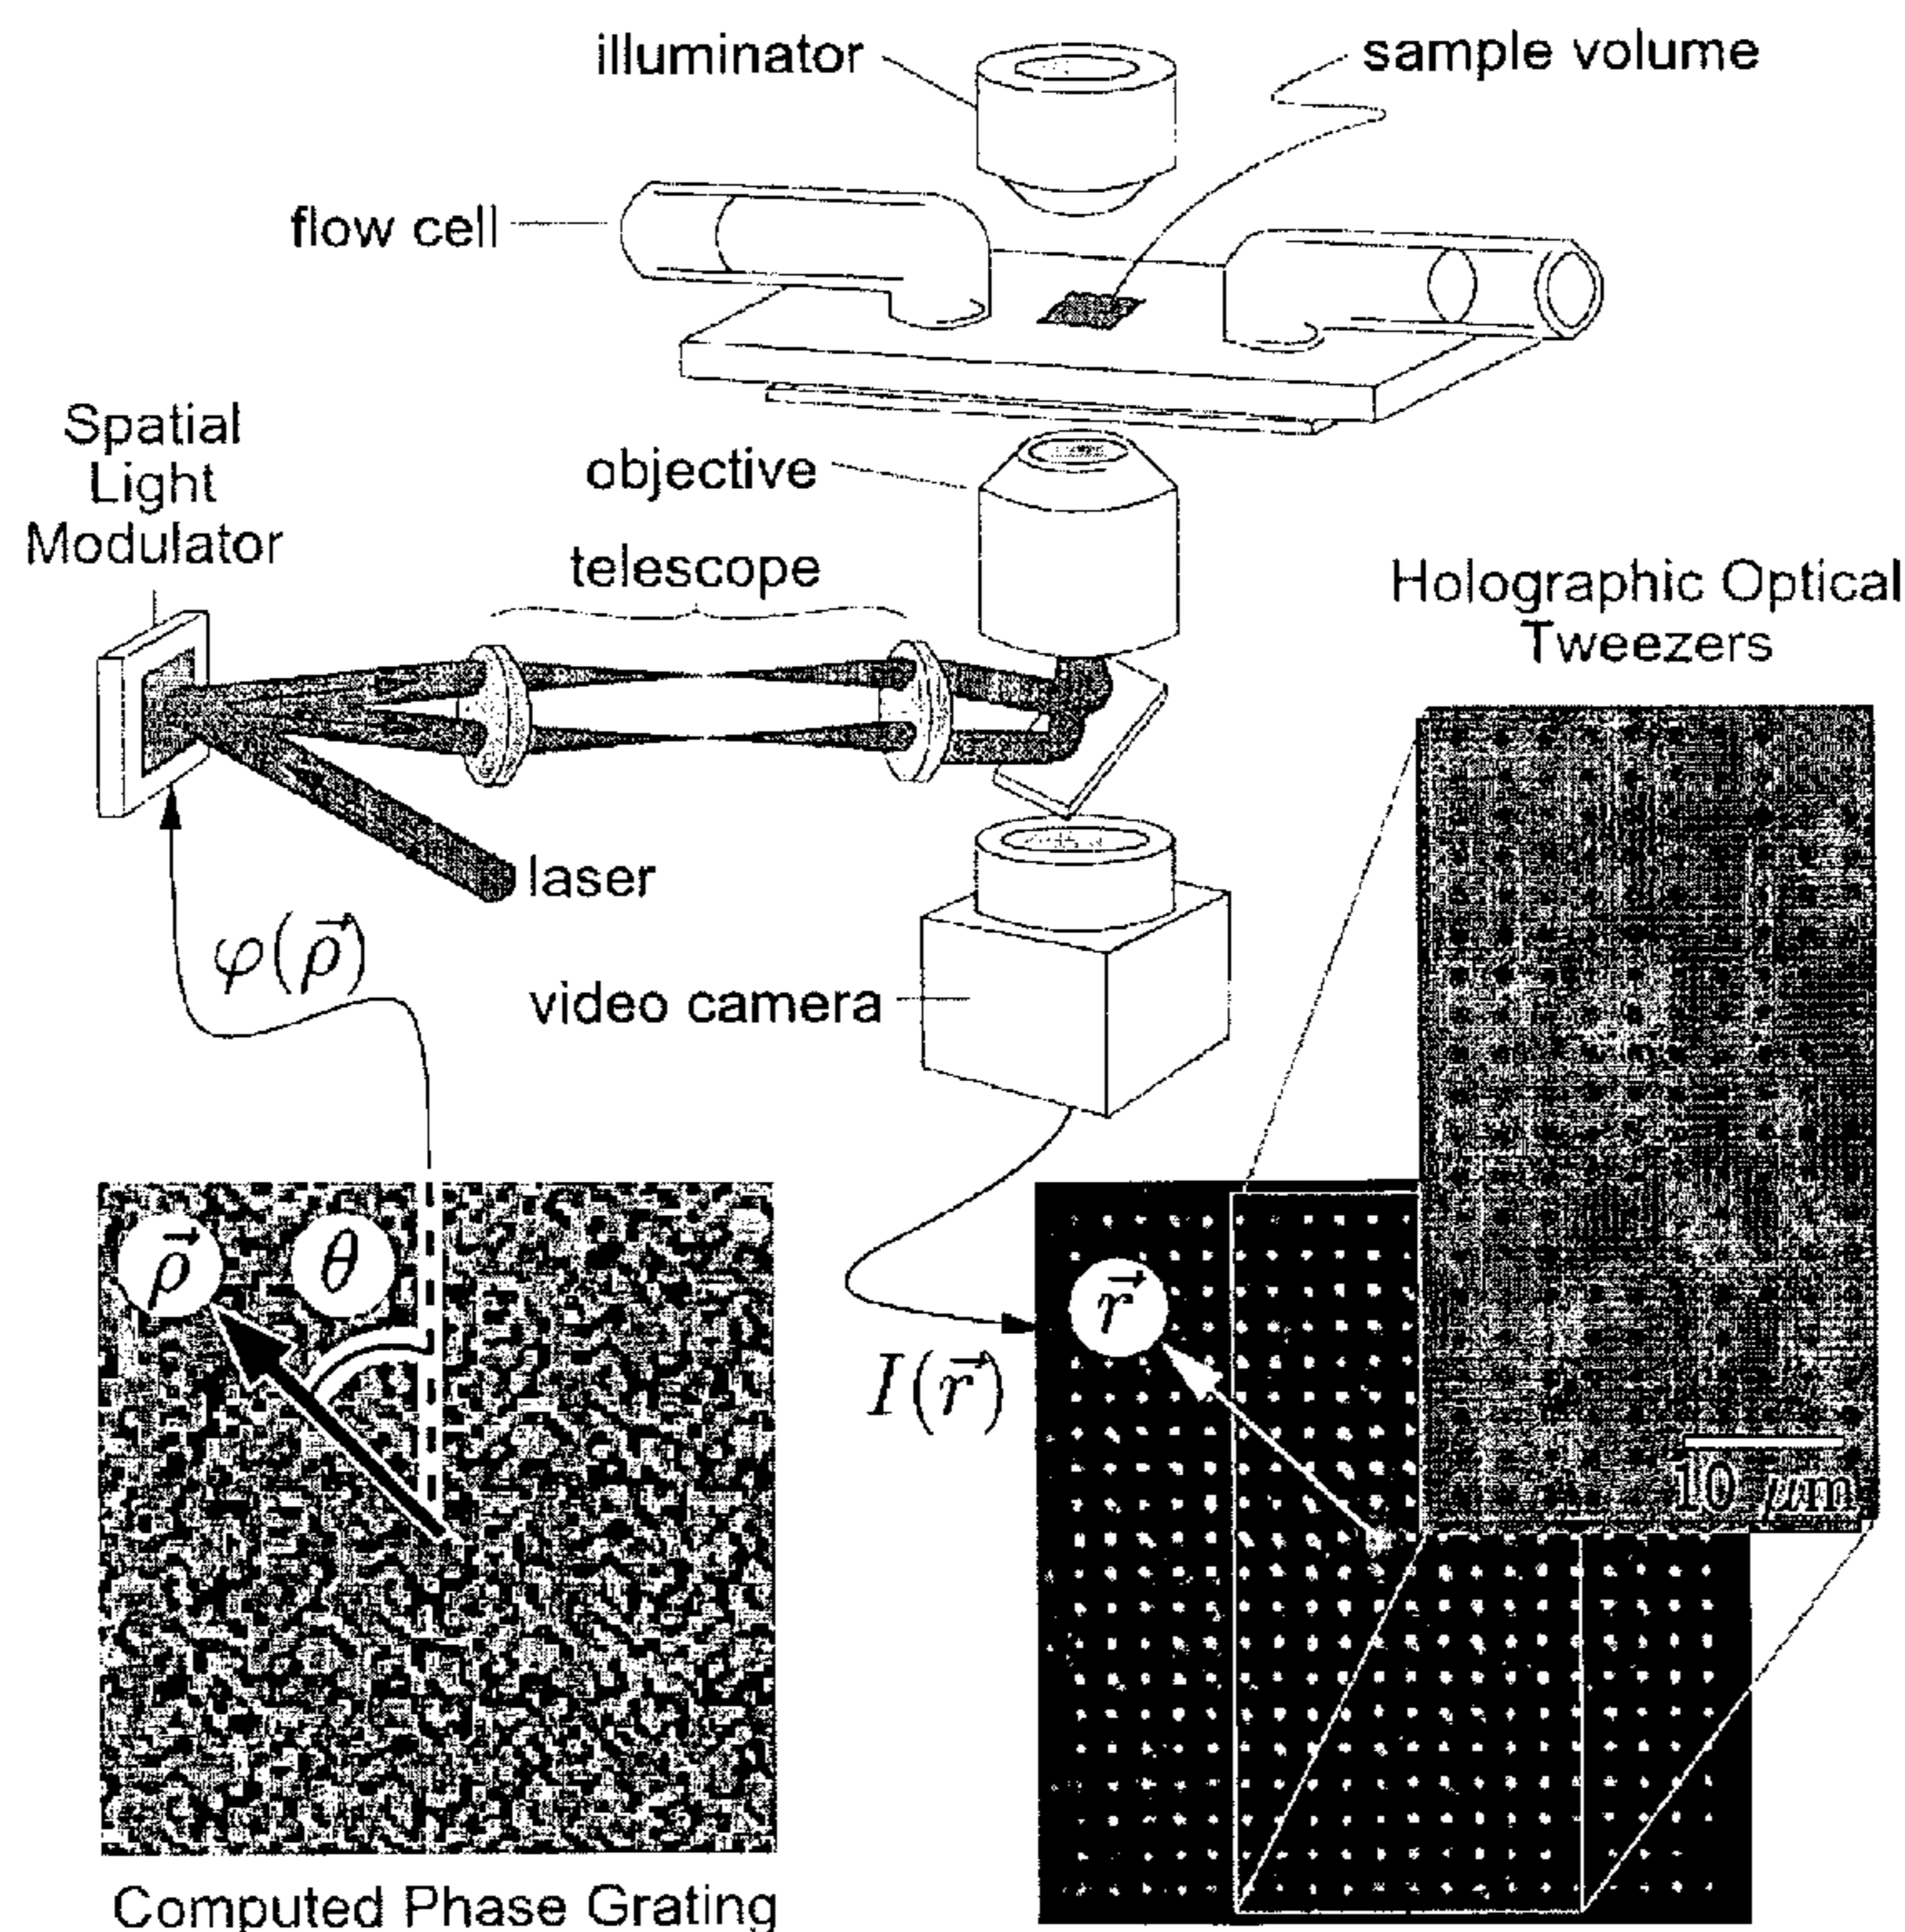 illuminator
sample volume
flow cell
Spatial
Light
Modulator
objective
telescope
Holographic Optical
Tweezers
laser
φ(ρ⃗)
video camera
ρ⃗
θ
r⃗
I(r⃗)
10 μm
Computed Phase Grating